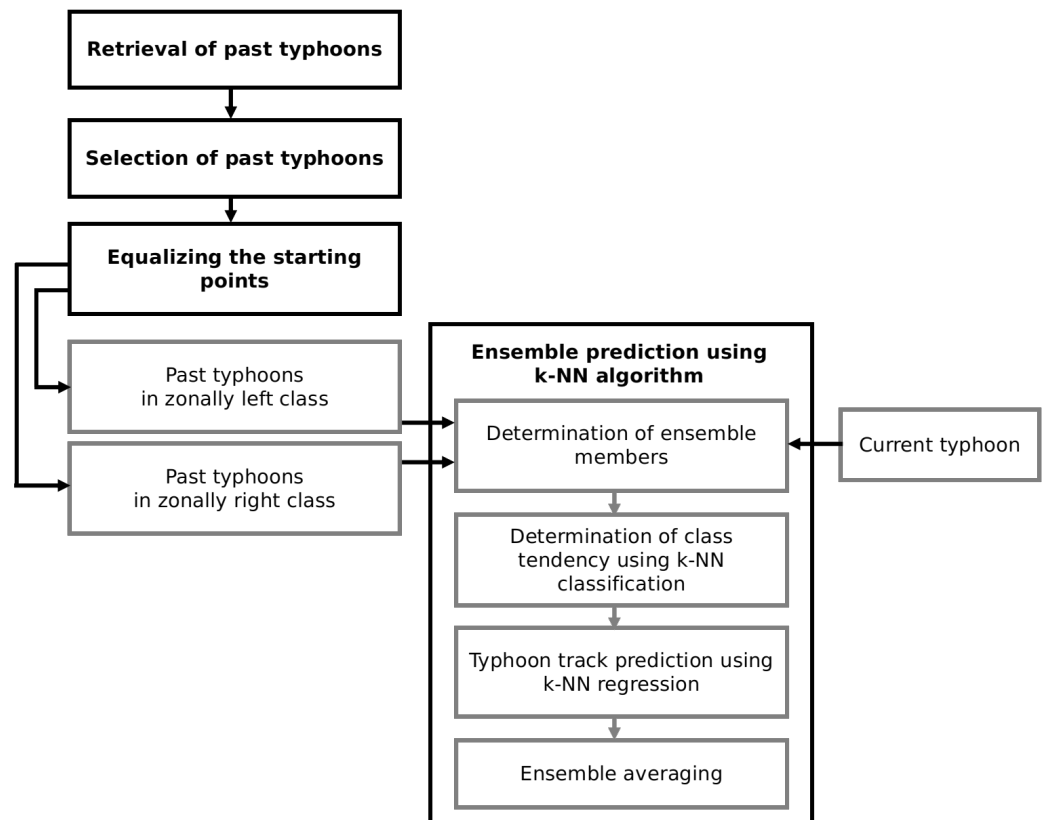 Retrieval of past typhoons
Selection of past typhoons
Equalizing the starting
points
Past typhoons
in zonally left class
Past typhoons
in zonally right class
Ensemble prediction using
k-NN algorithm
Determination of ensemble
members
Current typhoon
Determination of class
tendency using k-NN
classification
Typhoon track prediction using
k-NN regression
Ensemble averaging